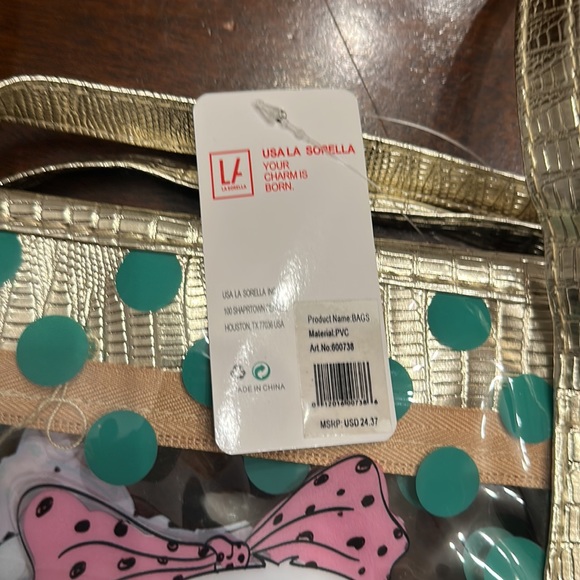 LA
LA SORELLA
USA LA SORELLA
YOUR
CHARM IS
BORN.
USA LA SORELLA INC
HOUSTON, TX 77036 USA
MADE IN CHINA
Product Name:BAGS
Material:PVC
Art.No:600738
MSRP: USD 24.37